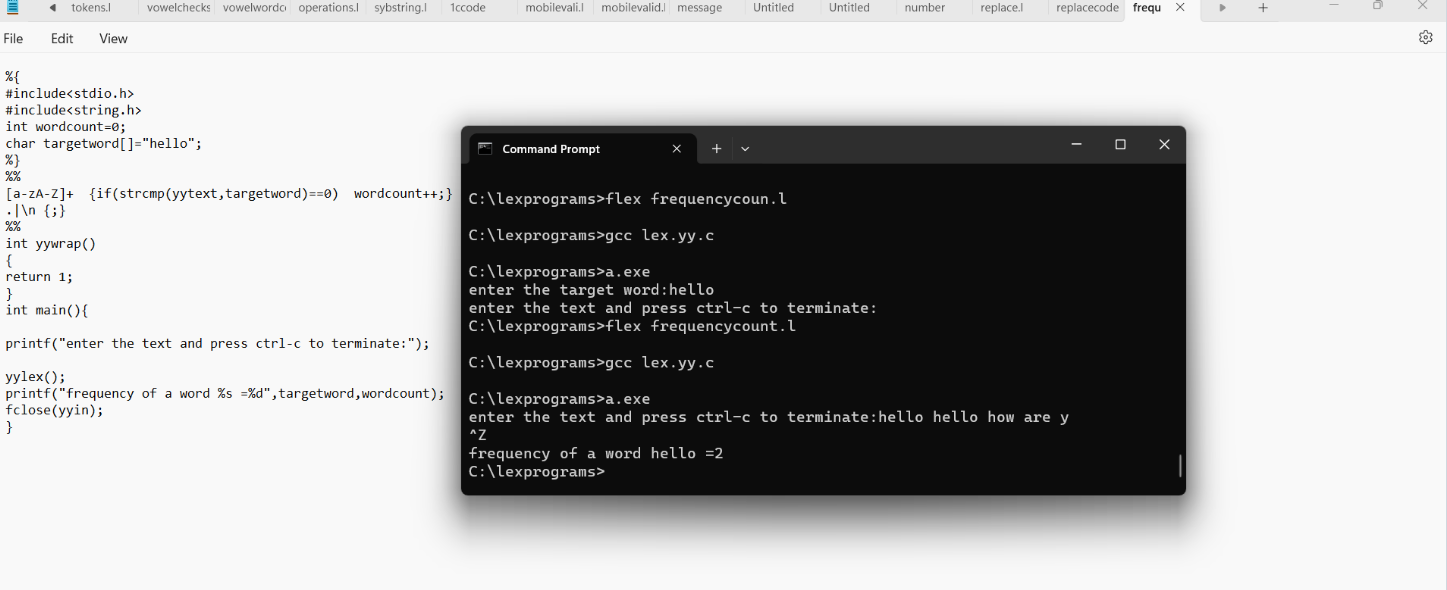 tokens.l vowelchecks vowelwordco operations.l sybstring.l 1ccode mobilevali.l mobilevalid.l message Untitled Untitled number replace.l replacecode frequ
File Edit View
%{
#include<stdio.h>
#include<string.h>
int wordcount=0;
char targetword[]="hello";
%}
%%
[a-zA-Z]+  {if(strcmp(yytext,targetword)==0)  wordcount++;}
.|\n {;}
%%
int yywrap()
{
return 1;
}
int main(){
printf("enter the text and press ctrl-c to terminate:");
yylex();
printf("frequency of a word %s =%d",targetword,wordcount);
fclose(yyin);
}
Command Prompt
C:\lexprograms>flex frequencycoun.l
C:\lexprograms>gcc lex.yy.c
C:\lexprograms>a.exe
enter the target word:hello
enter the text and press ctrl-c to terminate:
C:\lexprograms>flex frequencycount.l
C:\lexprograms>gcc lex.yy.c
C:\lexprograms>a.exe
enter the text and press ctrl-c to terminate:hello hello how are y
^Z
frequency of a word hello =2
C:\lexprograms>